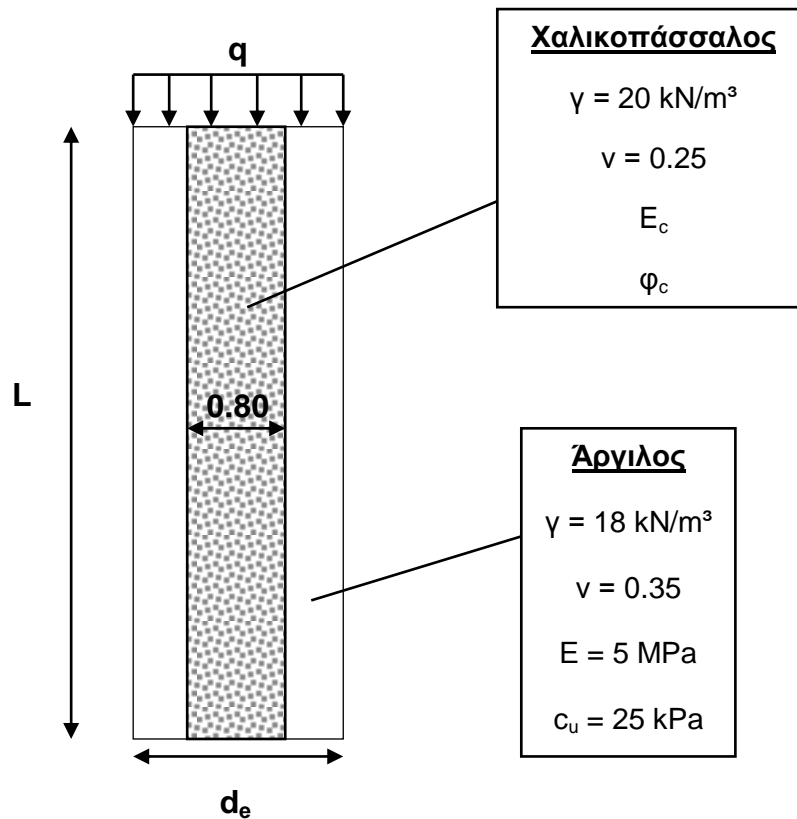 q
L
0.80
d_e
Χαλικοπάσσαλος
γ = 20 kN/m³
ν = 0.25
E_c
φ_c
Άργιλος
γ = 18 kN/m³
ν = 0.35
E = 5 MPa
c_u = 25 kPa